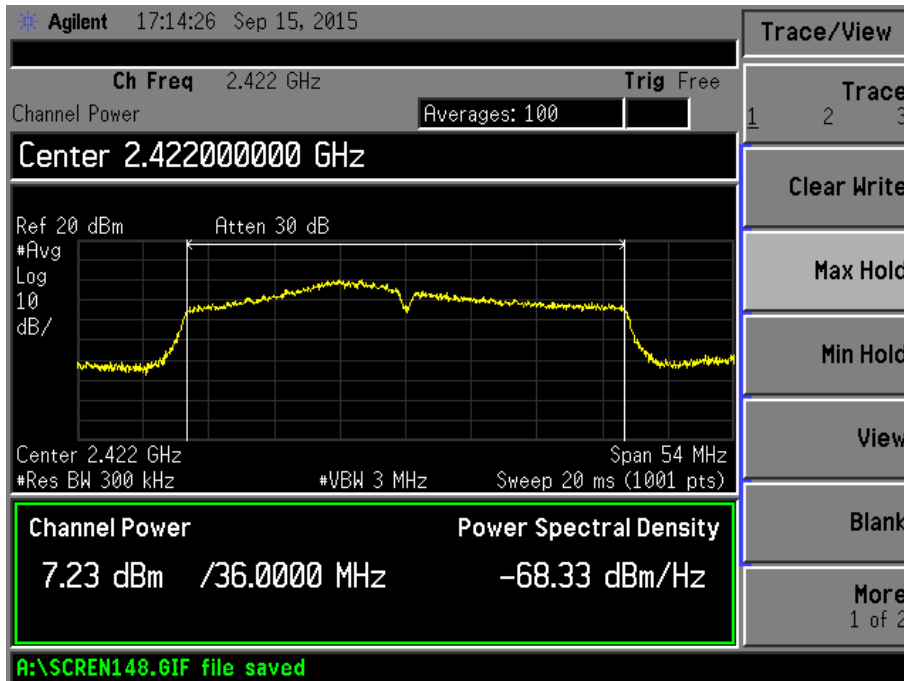 Agilent 17:14:26 Sep 15, 2015
Trace/View
Ch Freq 2.422 GHz Trig Free
Channel Power Averages: 100
Trace
1 2 3
Center 2.422000000 GHz
Clear Write
Ref 20 dBm Atten 30 dB
#Avg
Log
10
dB/
Max Hold
Min Hold
View
Center 2.422 GHz Span 54 MHz
#Res BW 300 kHz #VBW 3 MHz Sweep 20 ms (1001 pts)
Channel Power Power Spectral Density
7.23 dBm /36.0000 MHz -68.33 dBm/Hz
Blank
More
1 of 2
A:\SCREN148.GIF file saved